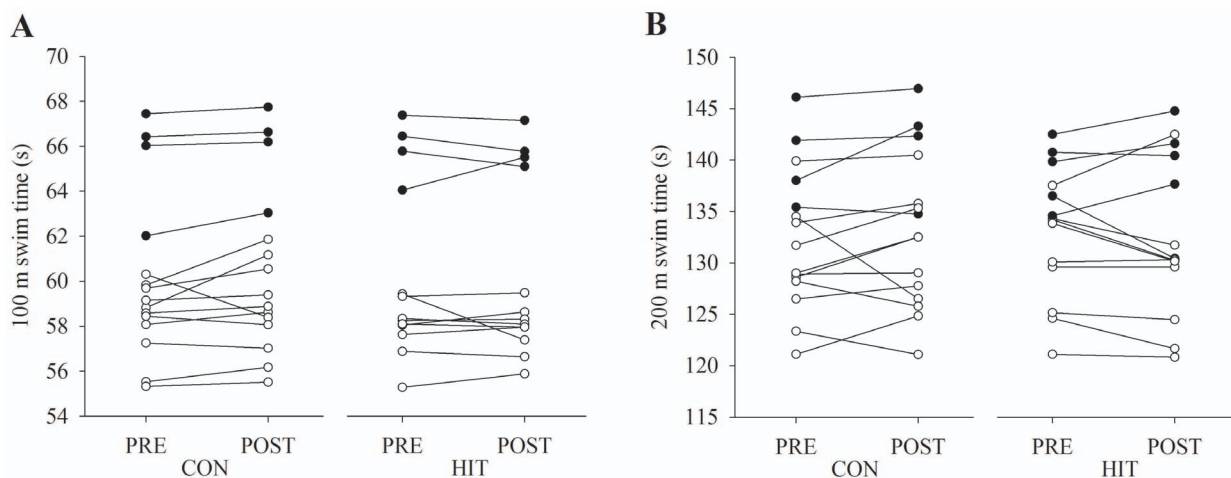 A
100 m swim time (s)
70
68
66
64
62
60
58
56
54
PRE POST PRE POST
CON HIT
B
200 m swim time (s)
150
145
140
135
130
125
120
115
PRE POST PRE POST
CON HIT